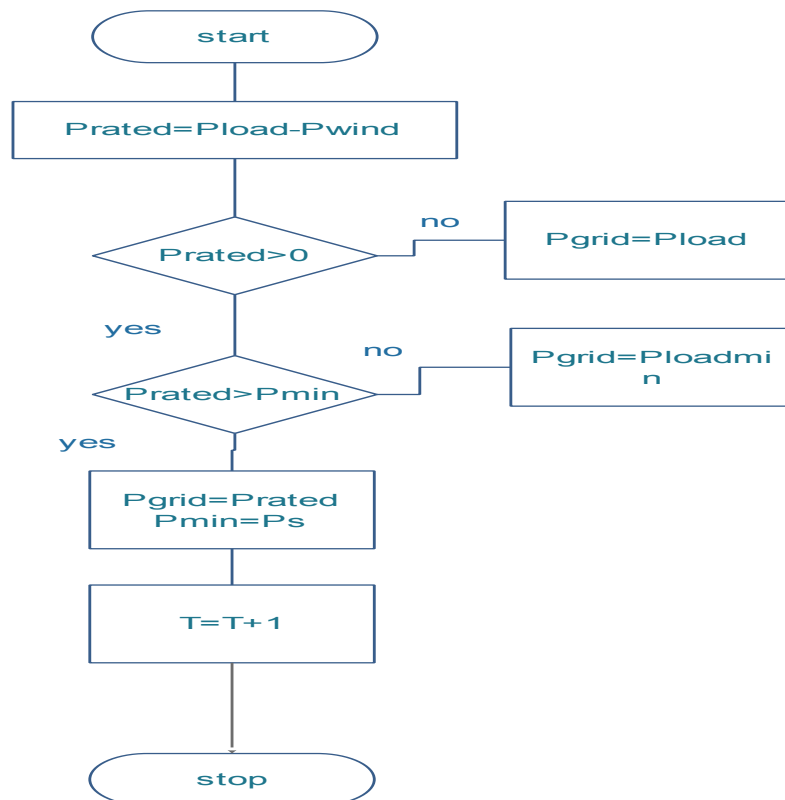 start
Prated=Pload-Pwind
no
Prated>0
Pgrid=Pload
yes
no
Prated>Pmin
Pgrid=Ploadmi
n
yes
Pgrid=Prated
Pmin=Ps
T=T+1
stop